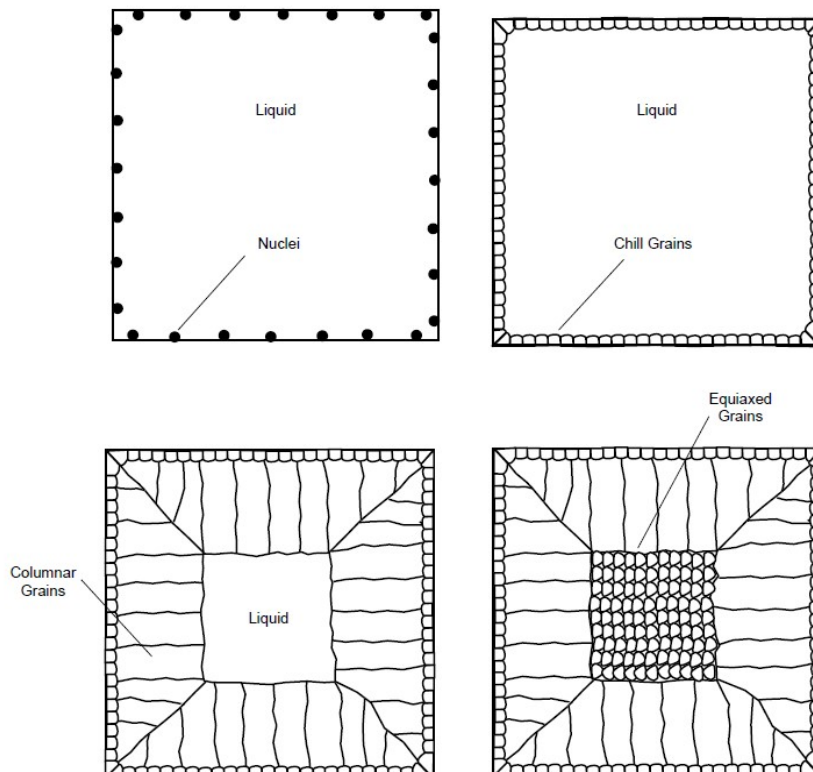 Liquid
Nuclei
Liquid
Chill Grains
Columnar
Grains
Liquid
Equiaxed
Grains